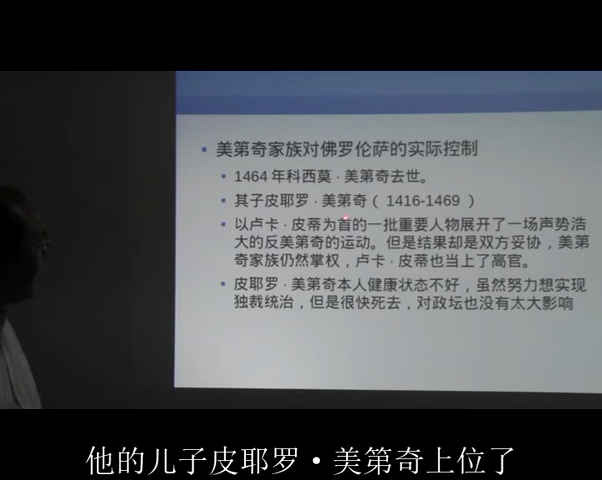 美第奇家族对佛罗伦萨的实际控制
1464 年科西莫 · 美第奇去世。
其子皮耶罗 · 美第奇（ 1416-1469 ）
以卢卡 · 皮蒂为首的一批重要人物展开了一场声势浩
大的反美第奇的运动。但是结果却是双方妥协，美第
奇家族仍然掌权，卢卡 · 皮蒂也当上了高官。
皮耶罗 · 美第奇本人健康状态不好，虽然努力想实现
独裁统治，但是很快死去，对政坛也没有太大影响
他的儿子皮耶罗·美第奇上位了